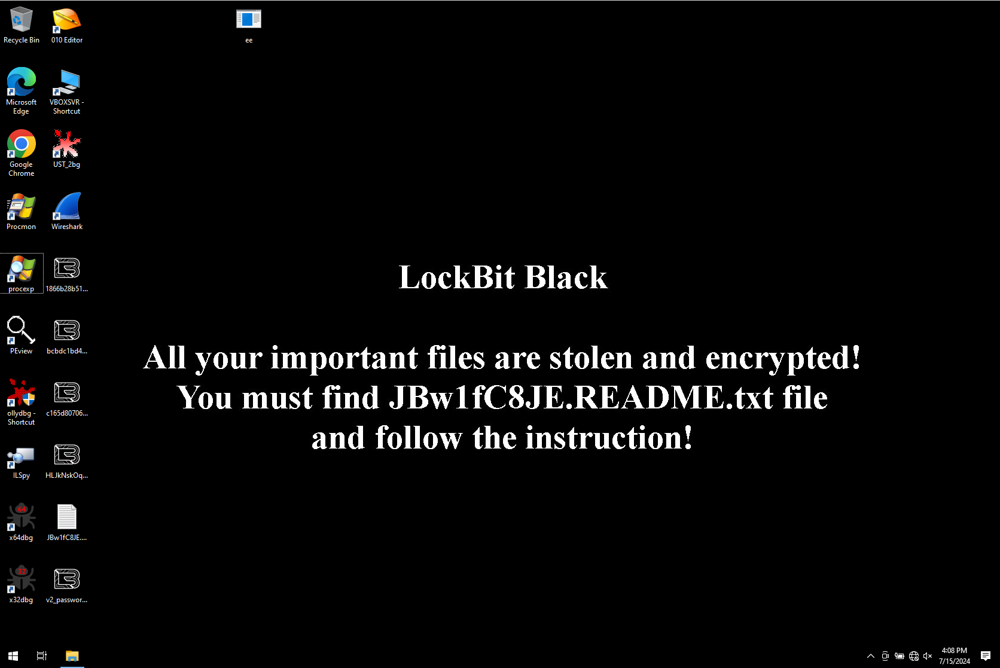 Recycle Bin
010 Editor
ee
Microsoft
Edge
VBOXSVR -
Shortcut
Google
Chrome
UST_2bg
Procmon
Wireshark
procexp
1866b28b51...
PEview
bcbdc1bd4...
ollydbg -
Shortcut
c165d80706...
ILSpy
HLJkNskOq...
64
x64dbg
JBw1fC8JE....
32
x32dbg
v2_passwor...
LockBit Black
All your important files are stolen and encrypted!
You must find JBw1fC8JE.README.txt file
and follow the instruction!
4:08 PM
7/15/2024